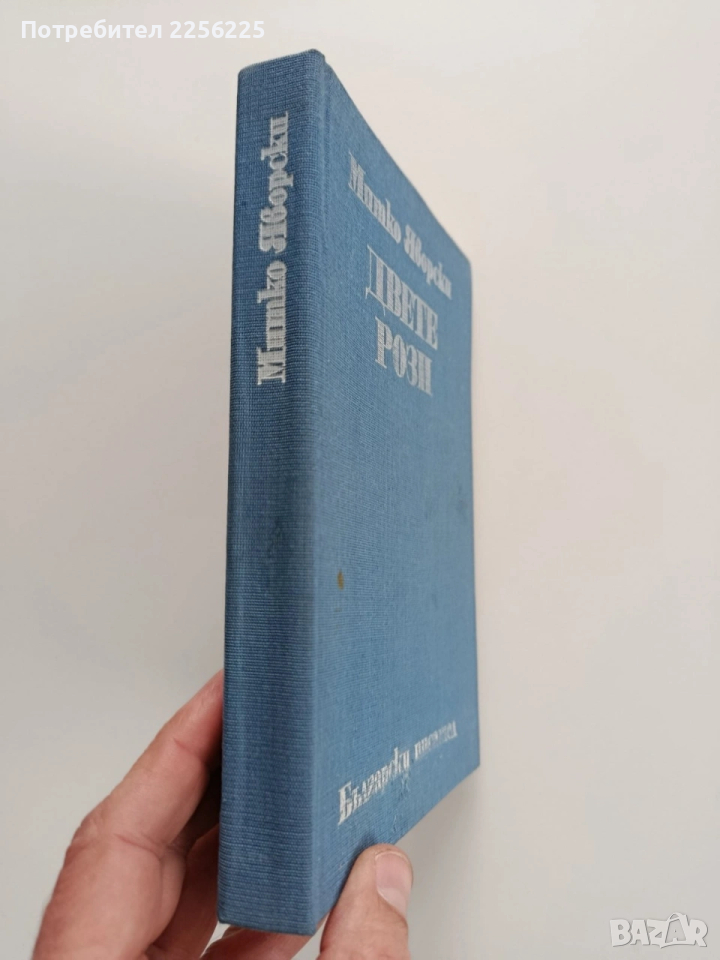 Потребител 2256225
Митко Яворски
Митко Яворски
ДВЕТЕ
РОЗИ
Български писател
BAZAR